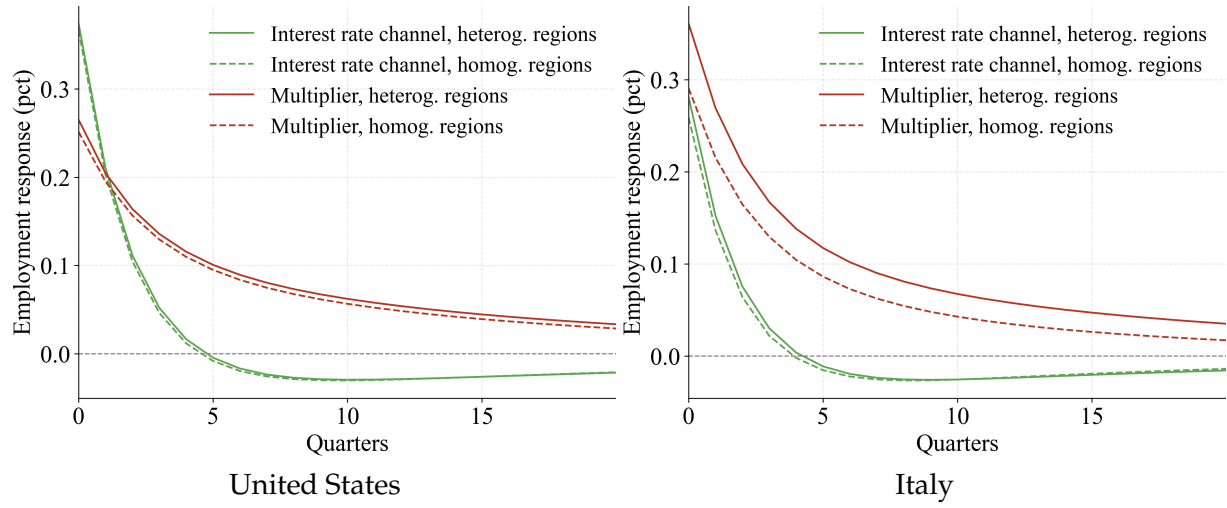 Employment response (pct)
0.3
0.2
0.1
0.0
Interest rate channel, heterog. regions
Interest rate channel, homog. regions
Multiplier, heterog. regions
Multiplier, homog. regions
0 5 10 15
Quarters
United States
Employment response (pct)
0.3
0.2
0.1
0.0
Interest rate channel, heterog. regions
Interest rate channel, homog. regions
Multiplier, heterog. regions
Multiplier, homog. regions
0 5 10 15
Quarters
Italy